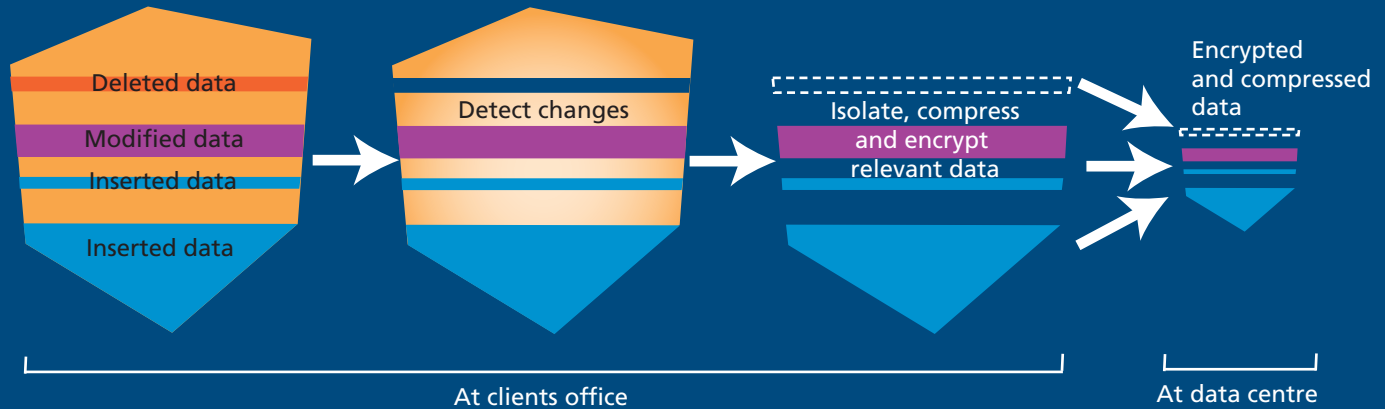 Deleted data
Modified data
Inserted data
Inserted data
Detect changes
Isolate, compress
and encrypt
relevant data
Encrypted
and compressed
data
At clients office
At data centre